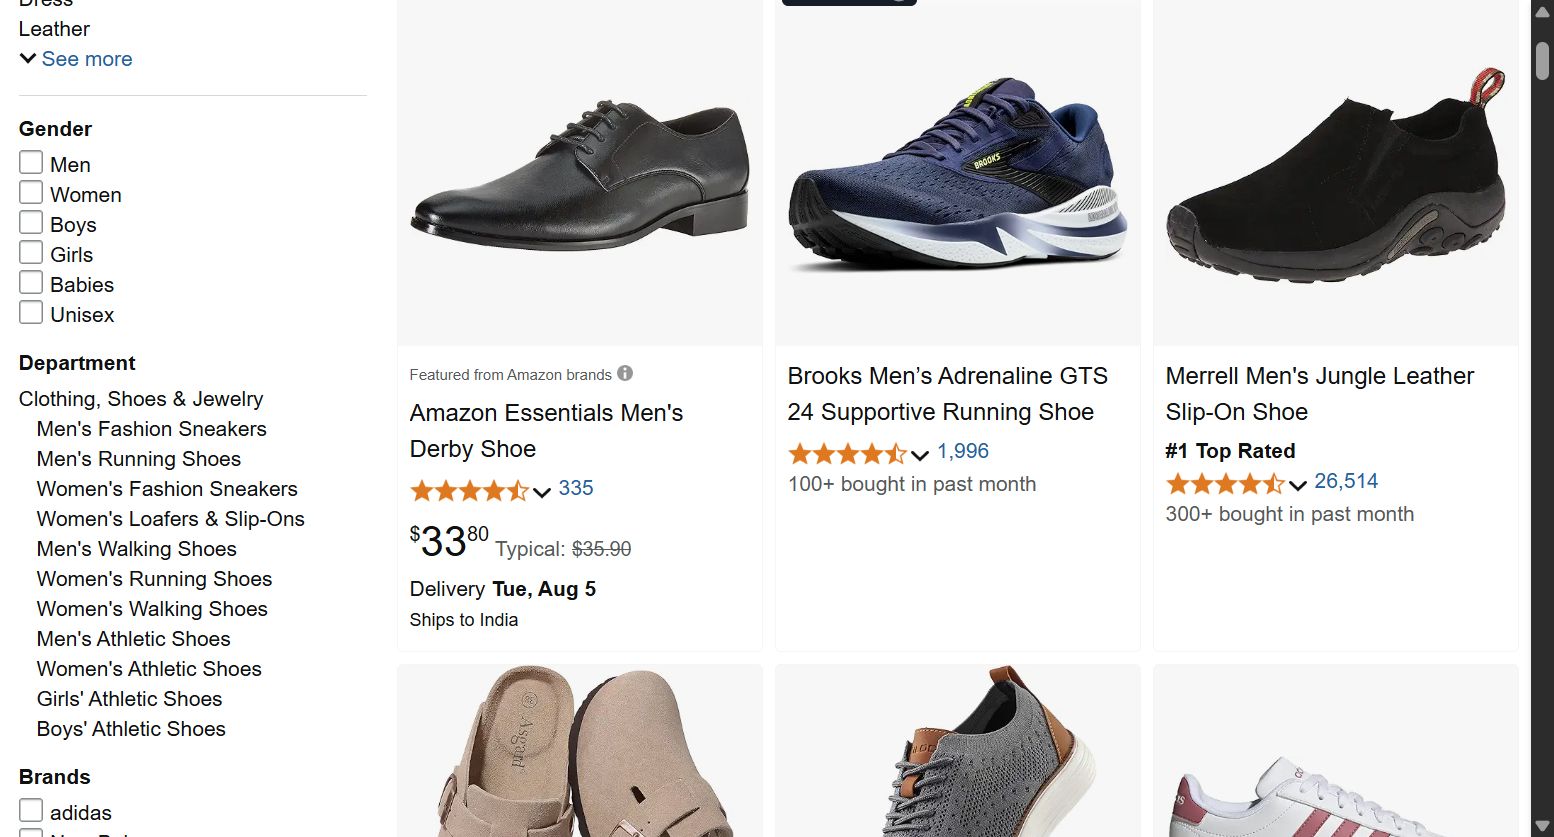 Dress
Leather
See more
Gender
Men
Women
Boys
Girls
Babies
Unisex
Department
Clothing, Shoes & Jewelry
Men's Fashion Sneakers
Men's Running Shoes
Women's Fashion Sneakers
Women's Loafers & Slip-Ons
Men's Walking Shoes
Women's Running Shoes
Women's Walking Shoes
Men's Athletic Shoes
Women's Athletic Shoes
Girls' Athletic Shoes
Boys' Athletic Shoes
Brands
adidas
Featured from Amazon brands
Amazon Essentials Men's
Derby Shoe
335
$33.80 Typical: $35.90
Delivery Tue, Aug 5
Ships to India
BROOKS
Brooks Men’s Adrenaline GTS
24 Supportive Running Shoe
1,996
100+ bought in past month
Merrell Men's Jungle Leather
Slip-On Shoe
#1 Top Rated
26,514
300+ bought in past month